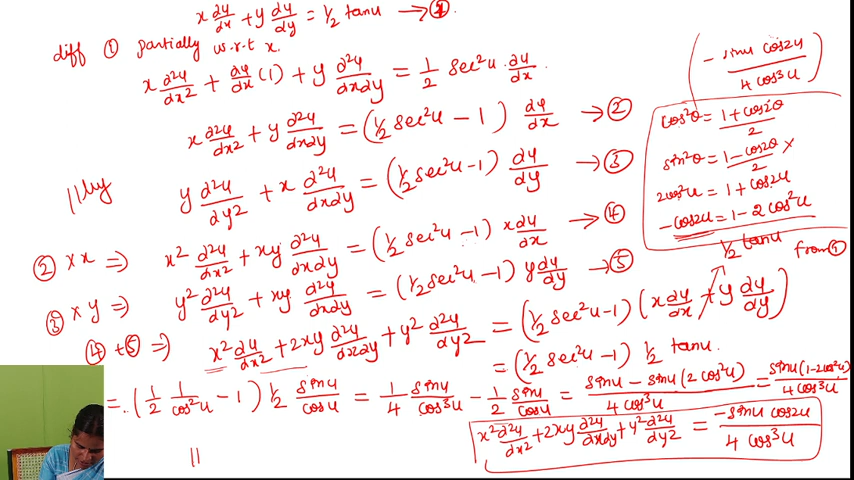 x ∂u/∂x + y ∂u/∂y = 1/2 tanu → ①.
diff ① partially w.r.t x.
x ∂²u/∂x² + ∂u/∂x (1) + y ∂²u/∂x∂y = 1/2 sec²u · ∂u/∂x
x ∂²u/∂x² + y ∂²u/∂x∂y = (1/2 sec²u - 1) ∂u/∂x → ②
||ly y ∂²u/∂y² + x ∂²u/∂x∂y = (1/2 sec²u - 1) ∂u/∂y → ③
② × x ⇒ x² ∂²u/∂x² + xy ∂²u/∂x∂y = (1/2 sec²u - 1) x ∂u/∂x → ④
③ × y ⇒ y² ∂²u/∂y² + xy ∂²u/∂x∂y = (1/2 sec²u - 1) y ∂u/∂y → ⑤
④ + ⑤ ⇒ x² ∂²u/∂x² + 2xy ∂²u/∂x∂y + y² ∂²u/∂y² = (1/2 sec²u - 1) (x ∂u/∂x + y ∂u/∂y)
= (1/2 sec²u - 1) 1/2 tanu.
= (1/2 1/cos²u - 1) 1/2 sinu/cosu = 1/4 sinu/cos³u - 1/2 sinu/cosu = sinu - sinu(2cos²u)/4cos³u = sinu(1-2cos²u)/4cos³u
x² ∂²u/∂x² + 2xy ∂²u/∂x∂y + y² ∂²u/∂y² = -sinu cos2u/4 cos³u
||
(-sinu cos2u/4 cos³u)
cos²θ = 1 + cos2θ/2
sin²θ = 1 - cos2θ/2 ×
2cos²u = 1 + cos2u
-cos2u = 1 - 2cos²u
1/2 tanu from ①